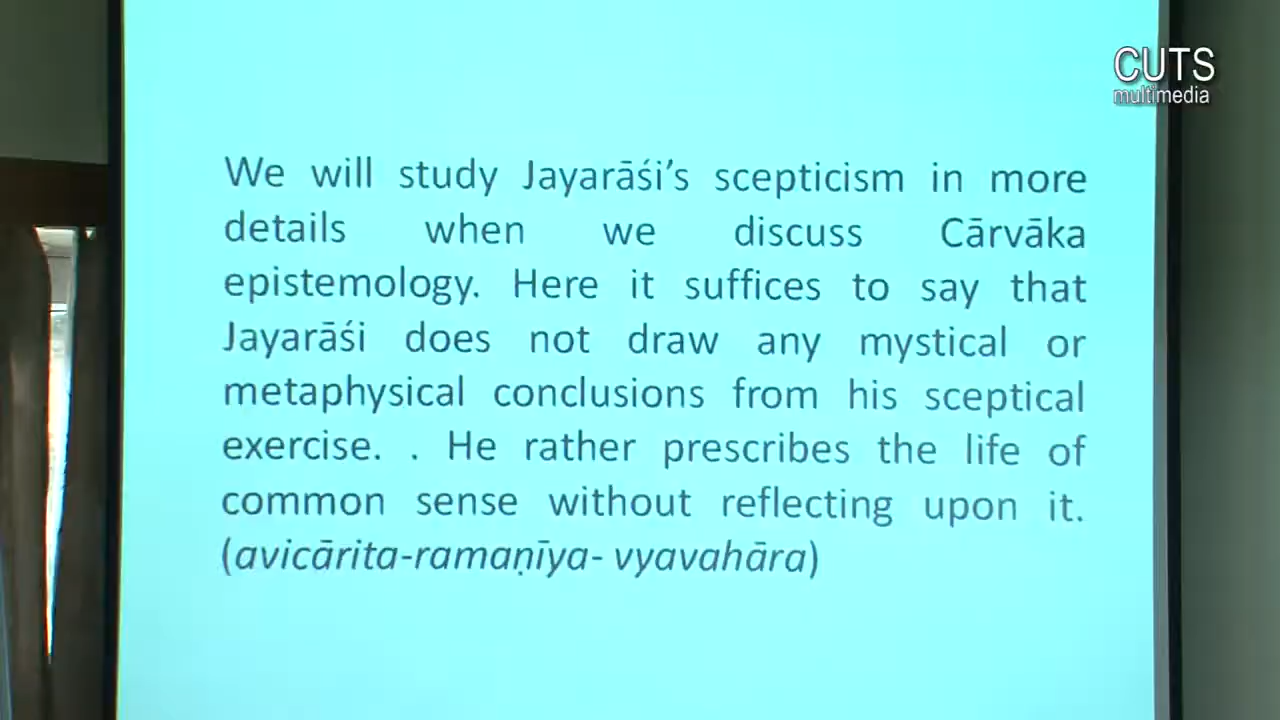 CUTS
multimedia
We will study Jayarāśi’s scepticism in more
details when we discuss Cārvāka
epistemology. Here it suffices to say that
Jayarāśi does not draw any mystical or
metaphysical conclusions from his sceptical
exercise. . He rather prescribes the life of
common sense without reflecting upon it.
(avicārita-ramaṇīya- vyavahāra)